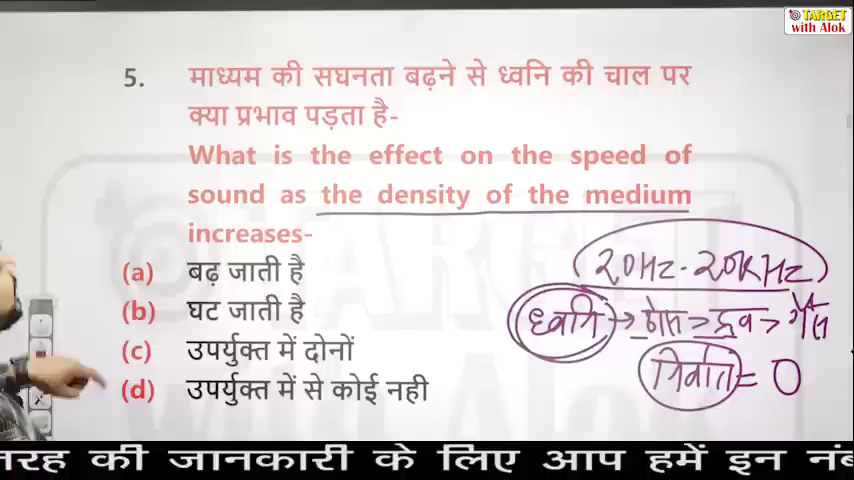 TARGET
with Alok
5. माध्यम की सघनता बढ़ने से ध्वनि की चाल पर
क्या प्रभाव पड़ता है-
What is the effect on the speed of
sound as the density of the medium
increases-
(a) बढ़ जाती है
(b) घट जाती है
(c) उपर्युक्त में दोनों
(d) उपर्युक्त में से कोई नही
20Hz - 20KHz
ध्वनि → ठोस > द्रव > गैस
निर्वात = 0
तरह की जानकारी के लिए आप हमें इन नंब